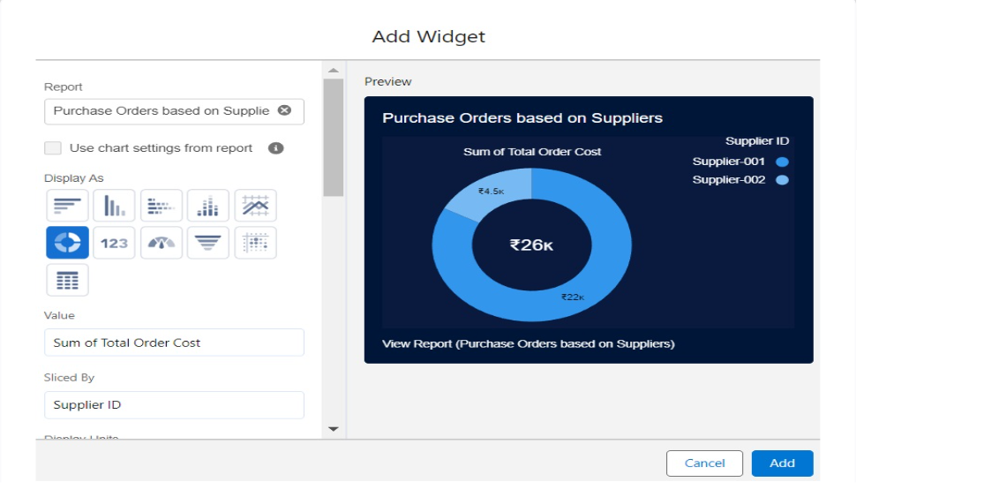 Add Widget
Report
Purchase Orders based on Supplie
Use chart settings from report
Display As
123
Value
Sum of Total Order Cost
Sliced By
Supplier ID
Display Units
Preview
Purchase Orders based on Suppliers
Sum of Total Order Cost
Supplier ID
Supplier-001
Supplier-002
₹4.5K
₹26K
₹22K
View Report (Purchase Orders based on Suppliers)
Cancel
Add